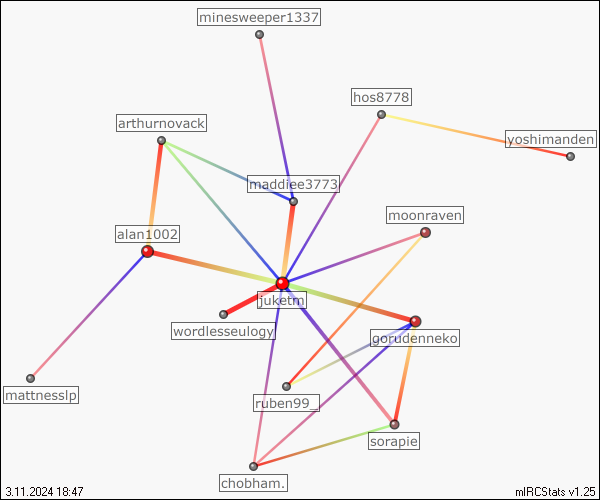 minesweeper1337
hos8778
arthurnovack
yoshimanden
maddiee3773
moonraven
alan1002
juketn
wordlesseulogy
gorudenneko
mattnesslp
ruben99_
sorapie
chobham.
3.11.2024 18:47
mIRCStats v1.25